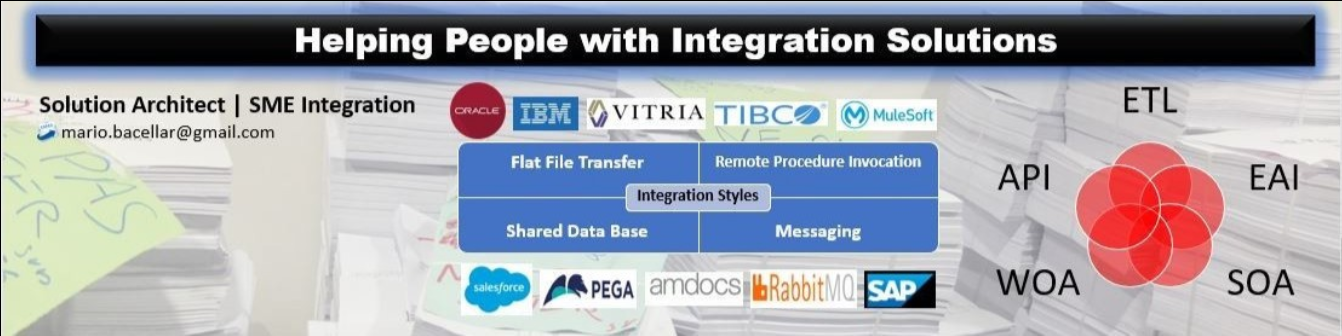 Helping People with Integration Solutions
Solution Architect | SME Integration
mario.bacellar@gmail.com
ORACLE
IBM
VITRIA
TIBCO
MuleSoft
Flat File Transfer
Remote Procedure Invocation
Integration Styles
Shared Data Base
Messaging
salesforce
PEGA
amdocs
RabbitMQ
SAP
ETL
API
EAI
WOA
SOA
PAS